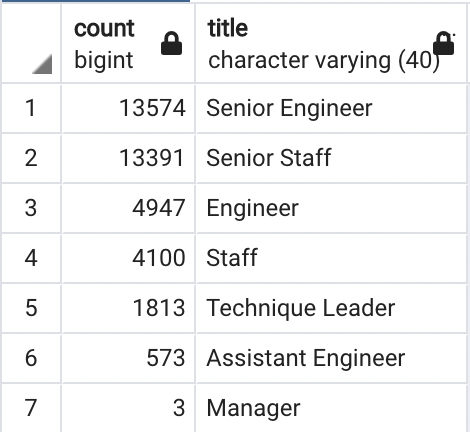 count title
bigint character varying (40)
1 13574 Senior Engineer
2 13391 Senior Staff
3 4947 Engineer
4 4100 Staff
5 1813 Technique Leader
6 573 Assistant Engineer
7 3 Manager